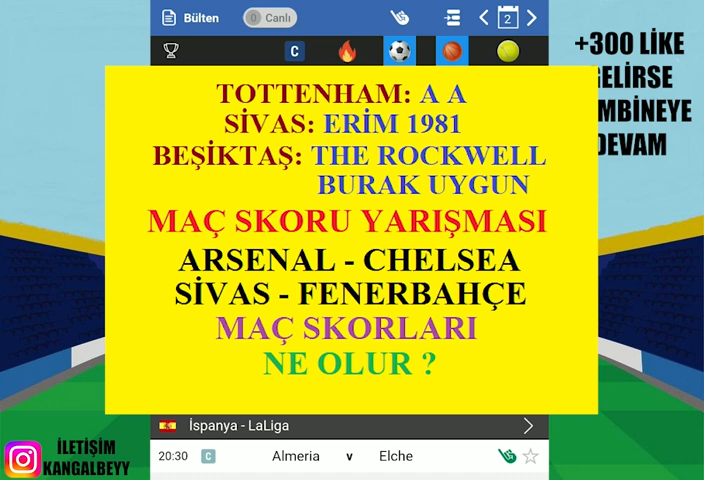 Bülten
0 Canlı
2
C
+300 LİKE
GELİRSE
MBİNEYE
DEVAM
TOTTENHAM: A A
SİVAS: ERİM 1981
BEŞİKTAŞ: THE ROCKWELL
BURAK UYGUN
MAÇ SKORU YARIŞMASI
ARSENAL - CHELSEA
SİVAS - FENERBAHÇE
MAÇ SKORLARI
NE OLUR ?
İspanya - LaLiga
20:30 C Almeria v Elche
İLETİŞİM
KANGALBEYY